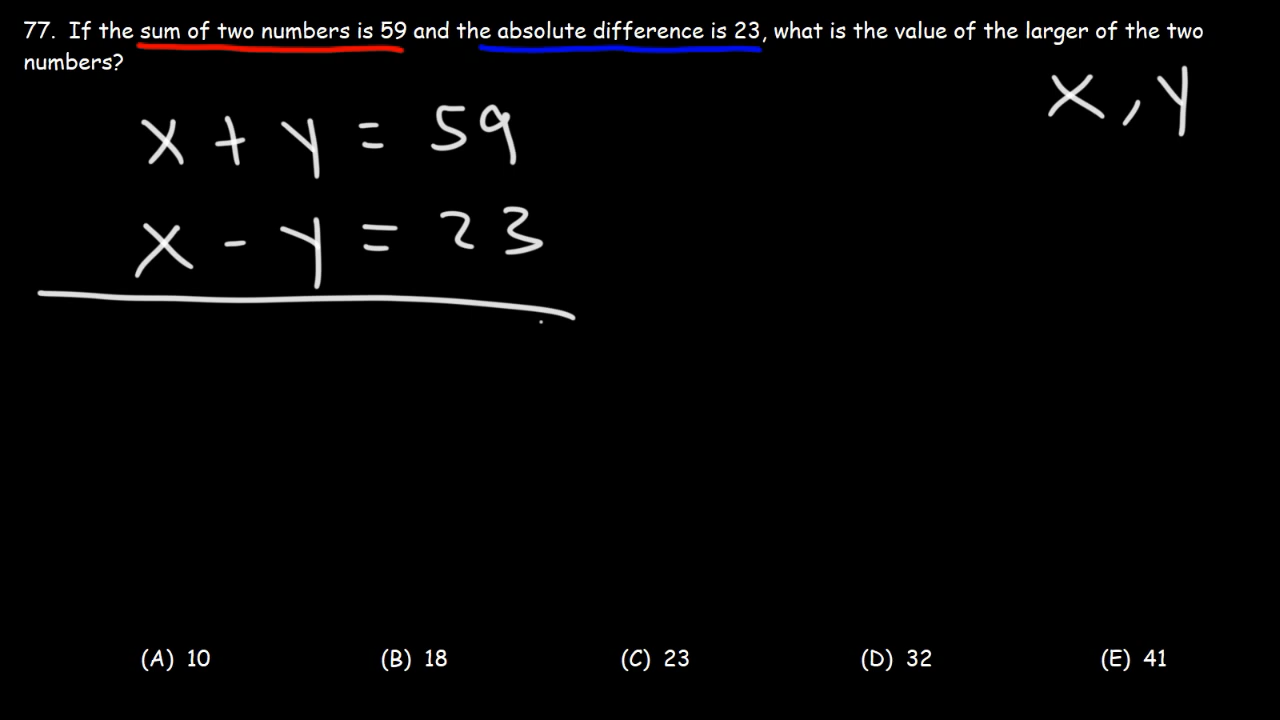 77. If the sum of two numbers is 59 and the absolute difference is 23, what is the value of the larger of the two
numbers?
x, y
x + y = 59
x - y = 23
(A) 10 (B) 18 (C) 23 (D) 32 (E) 41